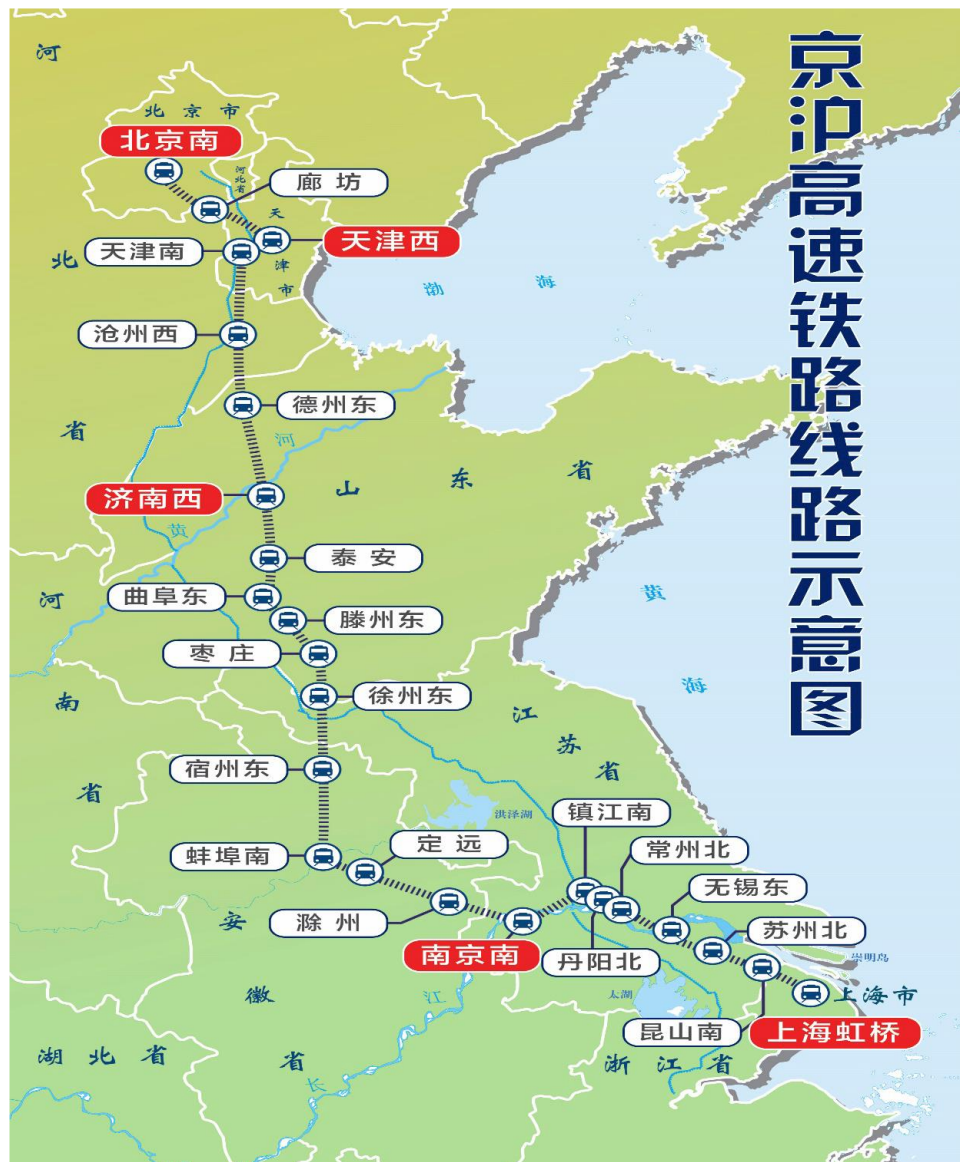 京沪高速铁路线路示意图
河
北京市
北京南
河北省
廊坊
天
津
市
天津西
天津南
北
渤海
沧州西
省
德州东
河
济南西
山东省
黄
泰安
河
曲阜东
滕州东
黄
海
枣庄
南
徐州东
江
苏
省
宿州东
省
洪泽湖
镇江南
蚌埠南
定远
常州北
无锡东
安
滁州
南京南
丹阳北
苏州北
崇明岛
徽
江
太湖
上海市
昆山南
上海虹桥
湖北省
省
长
浙江省